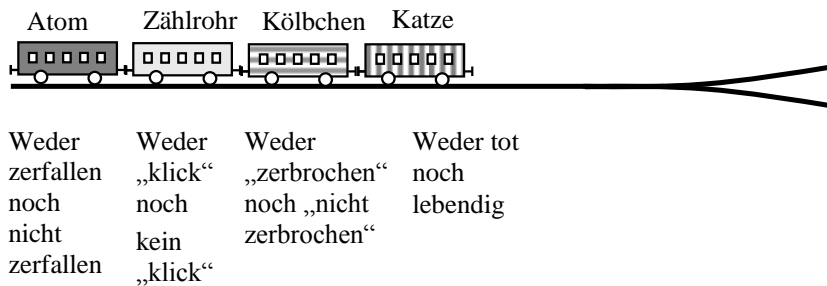 Atom Zählrohr Kölbchen Katze
Weder
zerfallen
noch
nicht
zerfallen
Weder
„klick“
noch
kein
„klick“
Weder
„zerbrochen“
noch „nicht
zerbrochen“
Weder tot
noch
lebendig